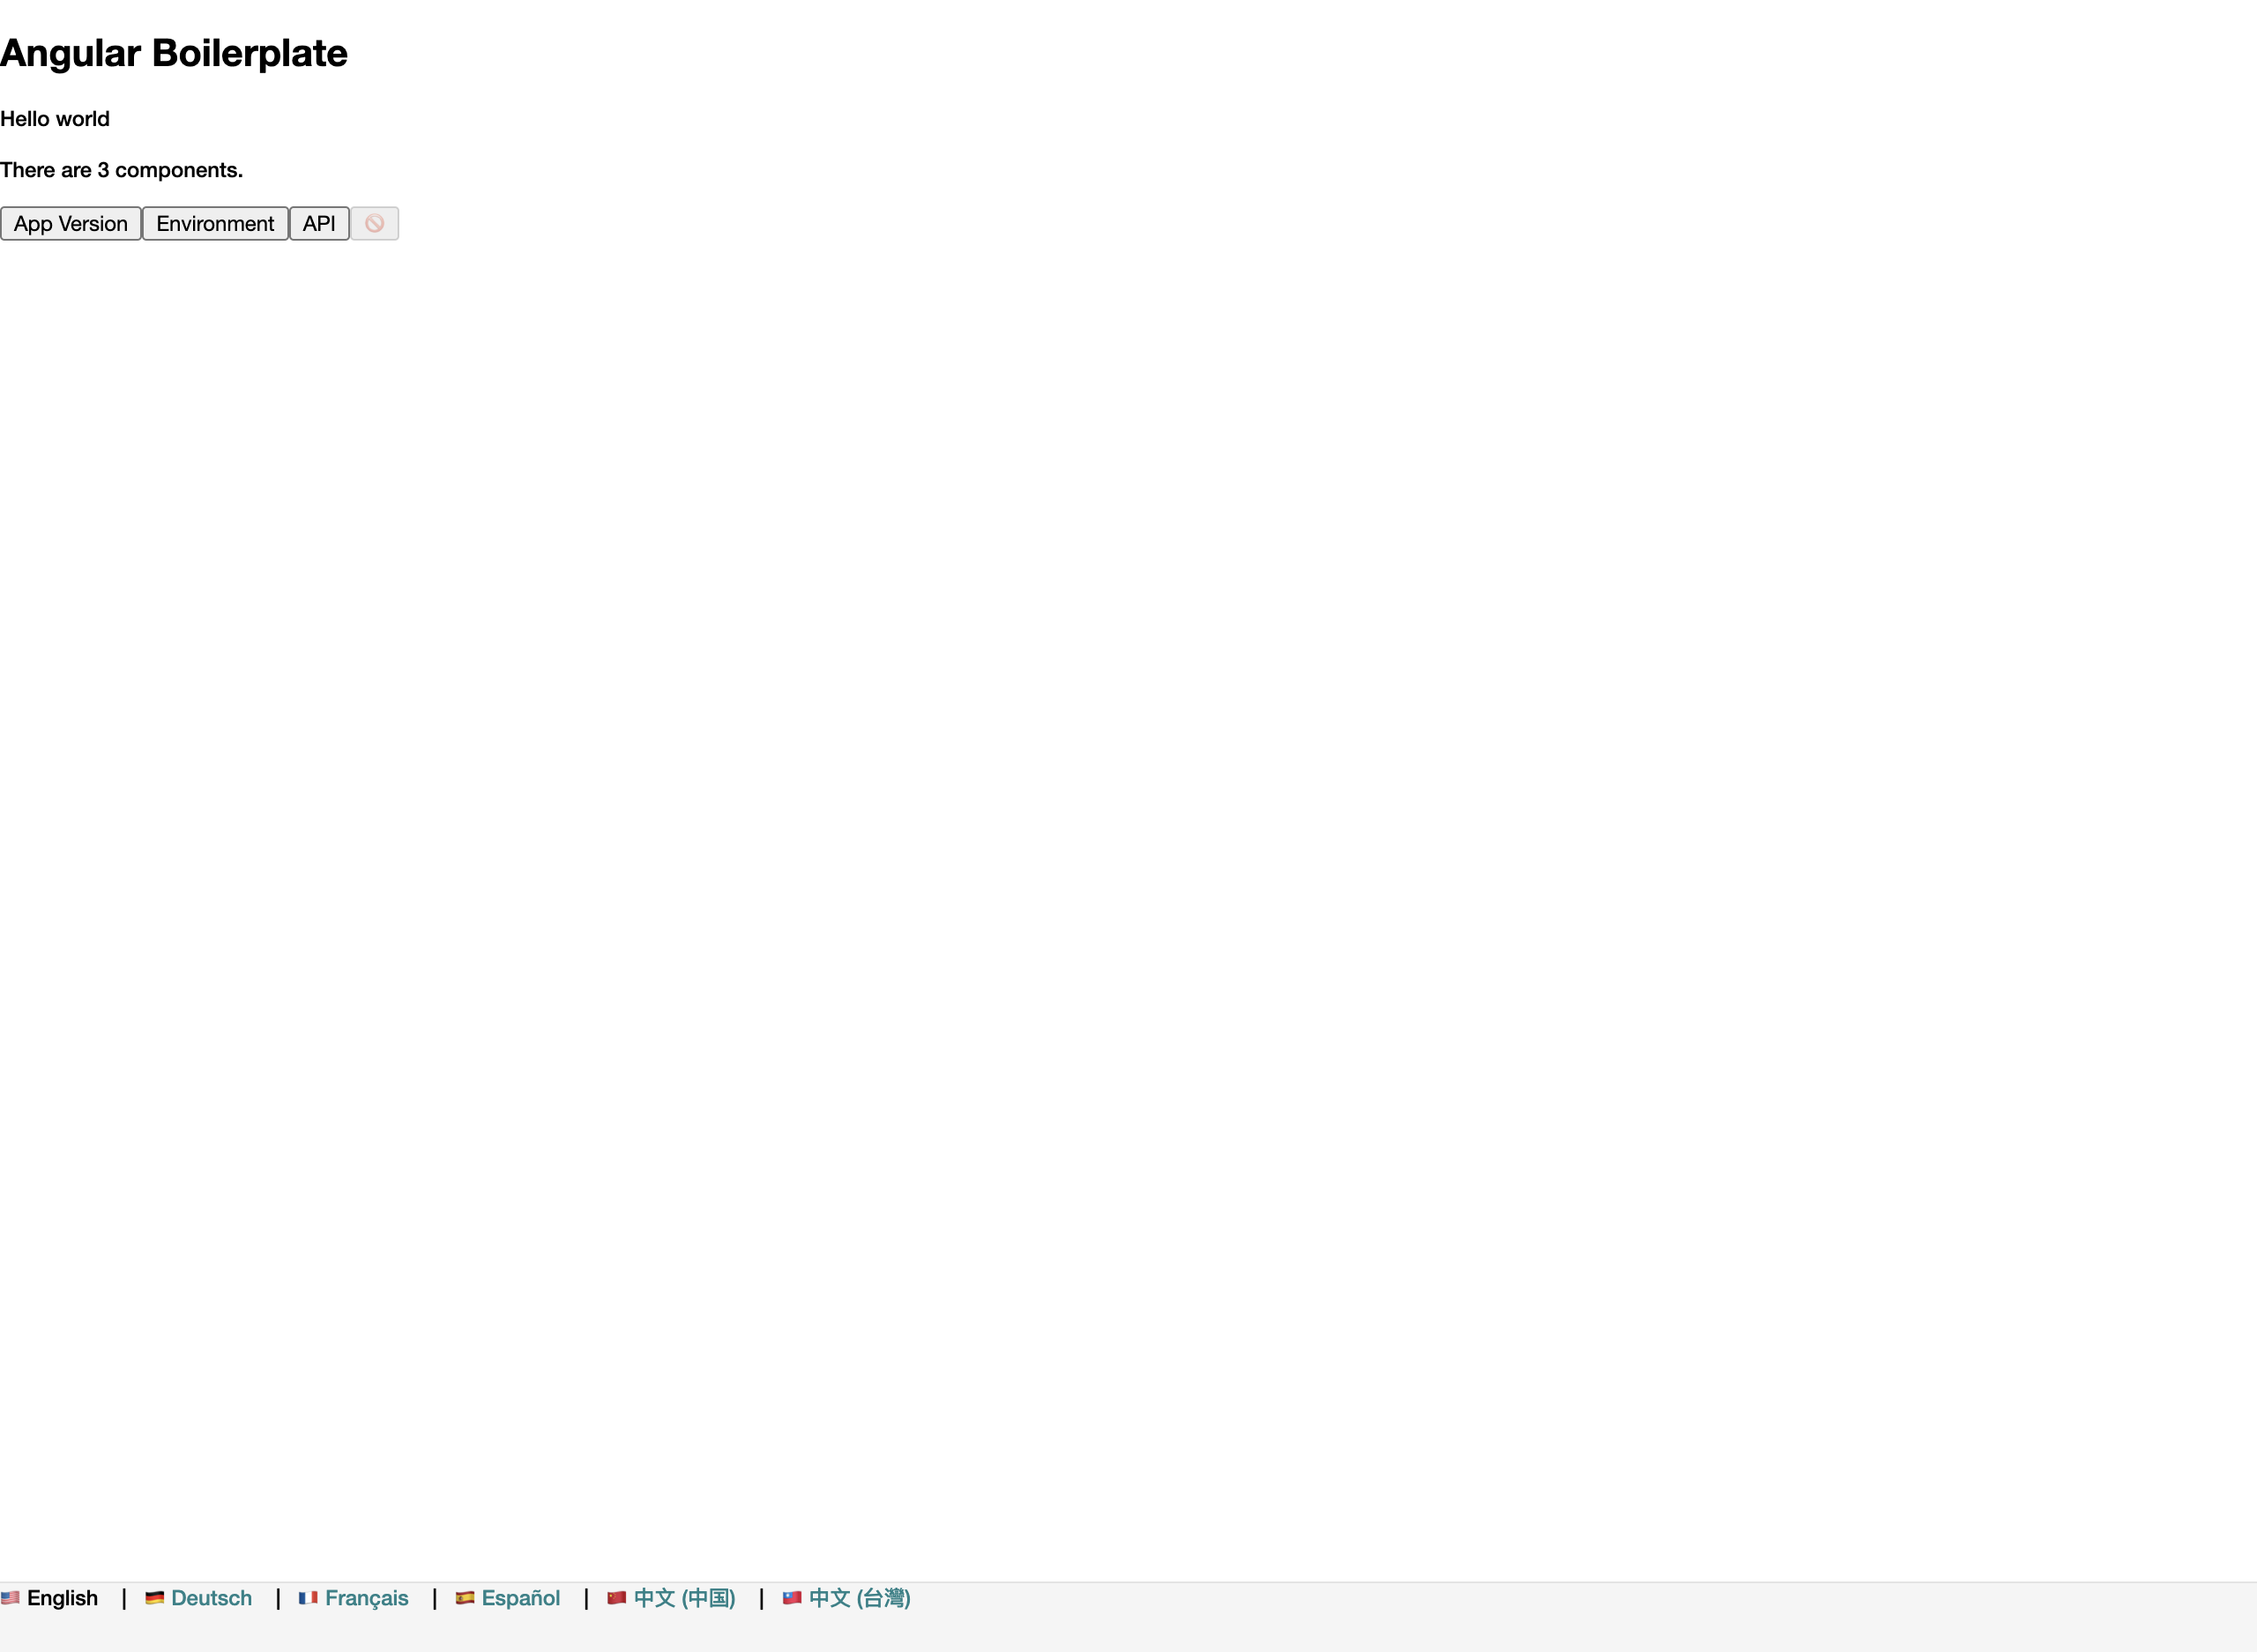 Angular Boilerplate
Hello world
There are 3 components.
App Version Environment API 🚫
🇺🇸 English | 🇩🇪 Deutsch | 🇫🇷 Français | 🇪🇸 Español | 🇨🇳 中文 (中国) | 🇹🇼 中文 (台灣)